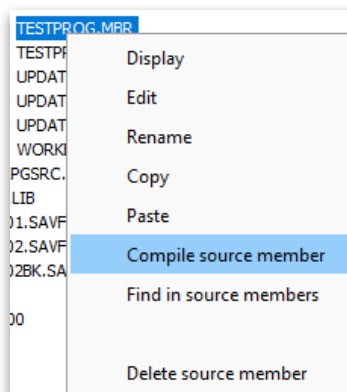 TESTPROG.MBR
TESTPR
UPDAT
UPDAT
UPDAT
WORKI
PGSRC.
LIB
01.SAVF
02.SAVF
02BK.SA
00
Display
Edit
Rename
Copy
Paste
Compile source member
Find in source members
Delete source member